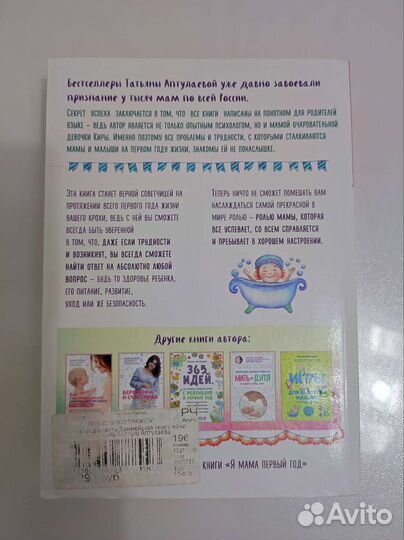 Бестселлеры Татьяны Аптулаевой уже давно завоевали
признание у тысяч мам по всей России.
Секрет успеха заключается в том, что все книги написаны на понятном для родителей
языке – ведь автор является не только опытным психологом, но и мамой очаровательной
девочки Киры. Именно поэтому все проблемы и трудности, с которыми сталкиваются
мамы и малыши на первом году жизни, знакомы ей не понаслышке.
Эта книга станет верной советчицей на
протяжении всего первого года жизни
вашего крохи, ведь с ней вы сможете
всегда быть уверенной
в том, что, даже если трудности
и возникнут, вы всегда сможете
найти ответ на абсолютно любой
вопрос – будь то здоровье ребенка,
его питание, развитие,
уход или же безопасность.
Теперь ничто не сможет помешать вам
наслаждаться самой прекрасной в
мире ролью – ролью мамы, которая
все успевает, со всем справляется
и пребывает в хорошем настроении.
Другие книги автора:
Беременна
и счастлива
365
идей,
с ребенком
в первый год
Мать и Дитя
Игры
книги «Я мама первый год»
Avito